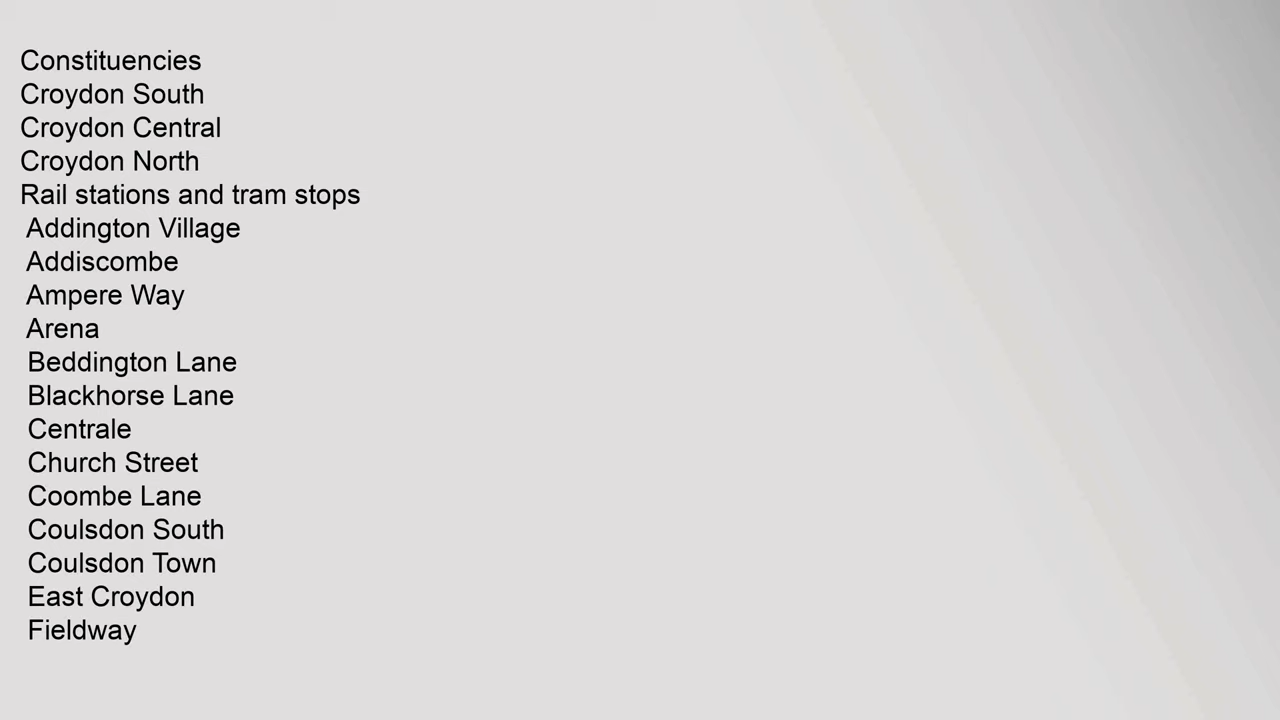 Constituencies
Croydon South
Croydon Central
Croydon North
Rail stations and tram stops
Addington Village
Addiscombe
Ampere Way
Arena
Beddington Lane
Blackhorse Lane
Centrale
Church Street
Coombe Lane
Coulsdon South
Coulsdon Town
East Croydon
Fieldway